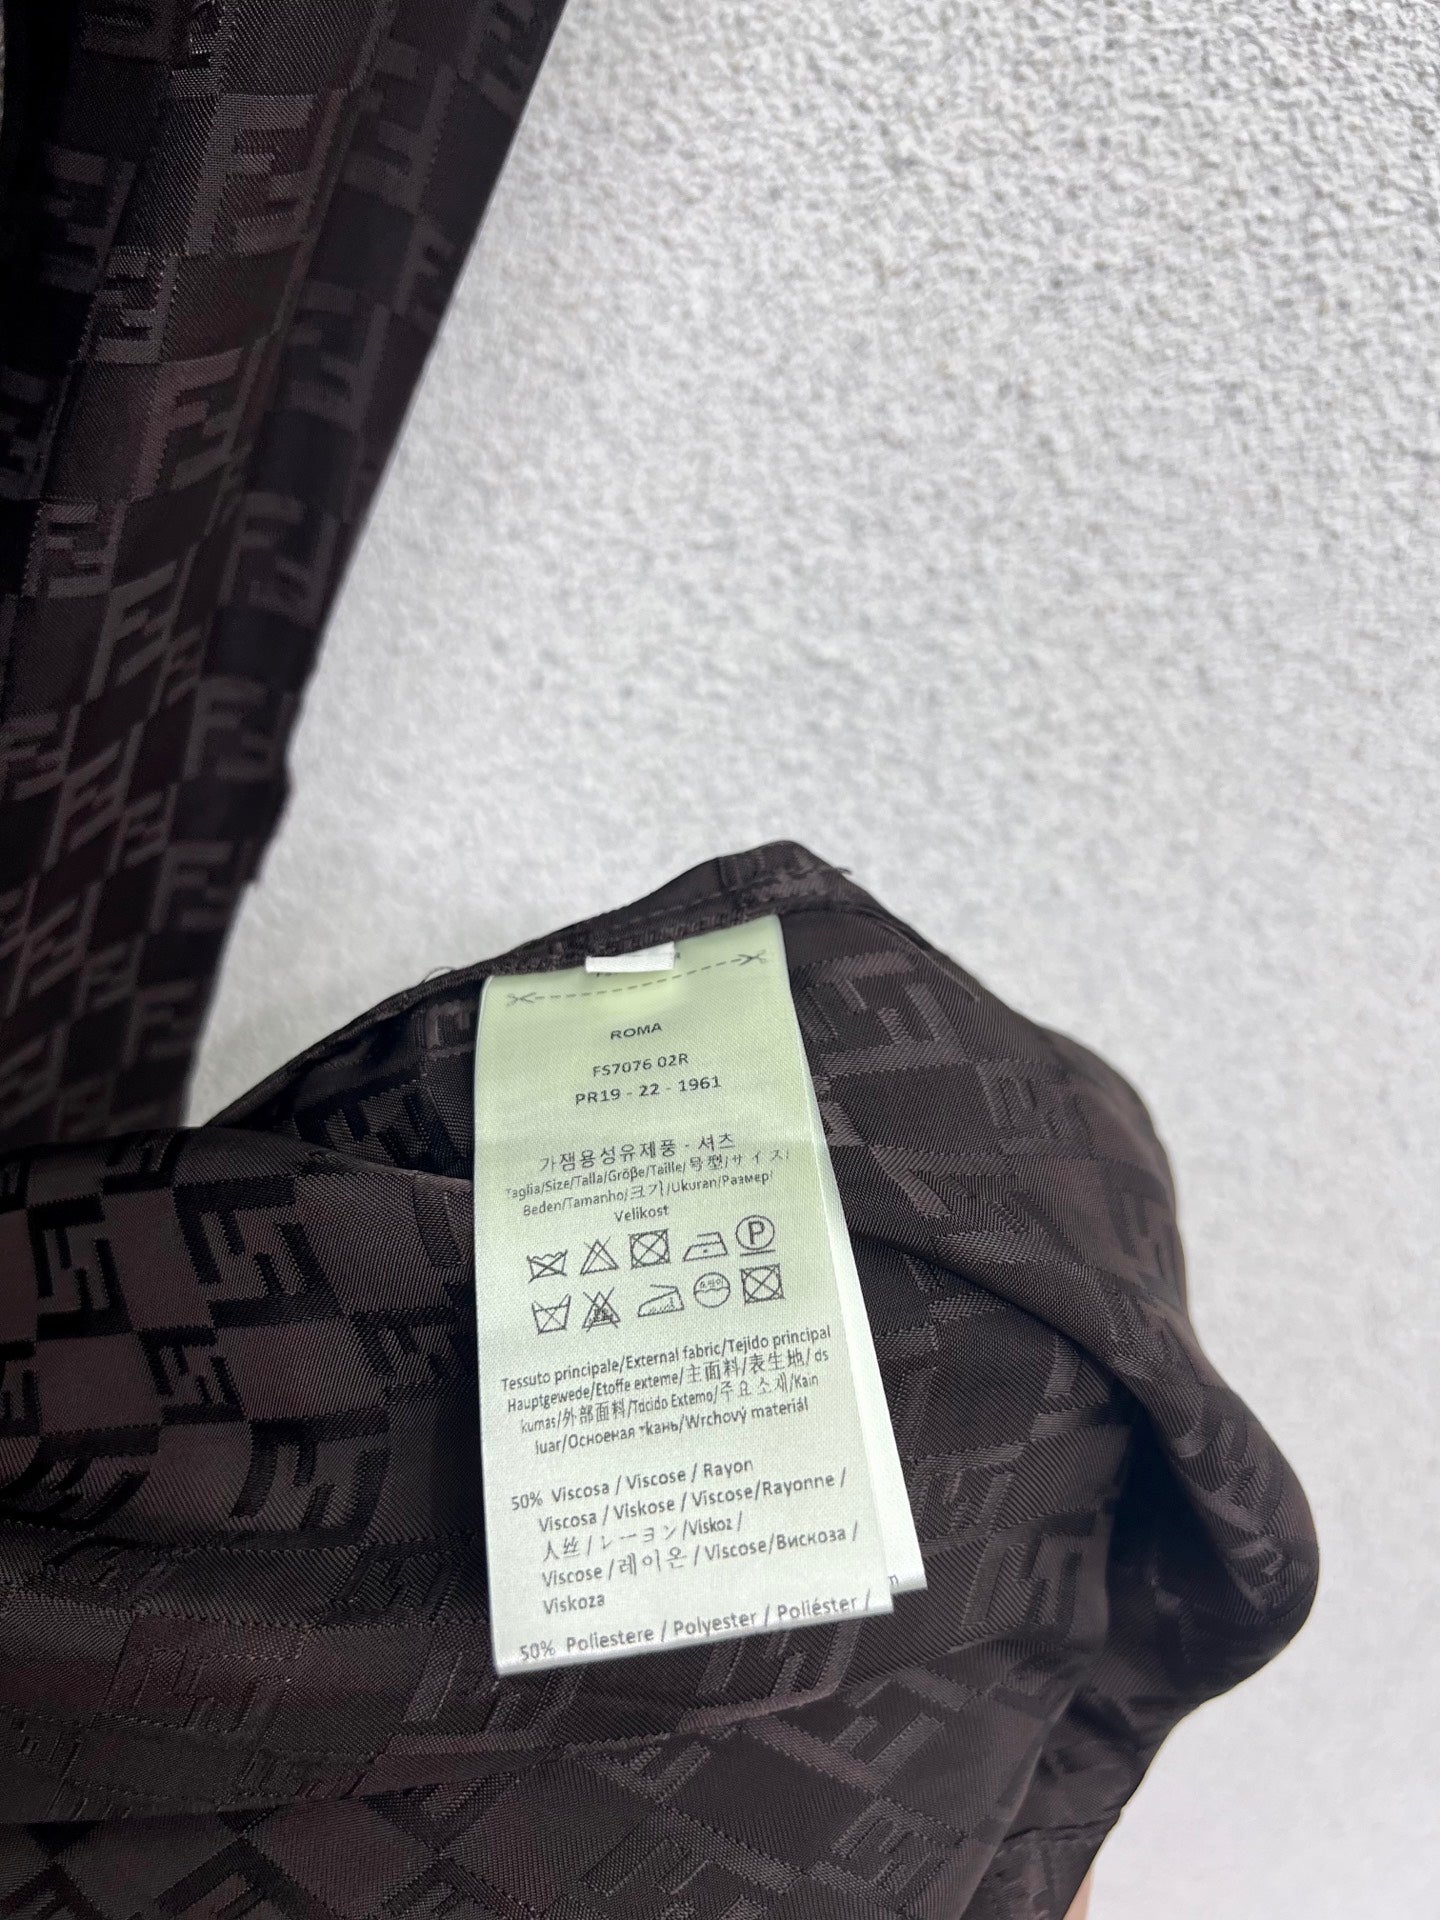 ROMA
FS7076 02R
PR19 - 22 - 1961
가잼용성유제품 - 셔츠
Taglia/Size/Talla/Größe/Taille/号型/サイズ/
Beden/Tamanho/크기/Ukuran/Размер/
Velikost
P
Tessuto principale/External fabric/Tejido principal
Hauptgewede/Etoffe exteme/主面料/表生地/ds
kumas/外部面料/Tdcido Externo/주요소재/Kain
luar/Основная ткань/Wrchový materiál
50% Viscosa / Viscose / Rayon
Viscosa / Viskose / Viscose/Rayonne /
人丝 / レーヨン /Viskoz /
Viscose /레이온 / Viscose/Вискоза /
Viskoza
50% Poliestere / Polyester / Poliéster /